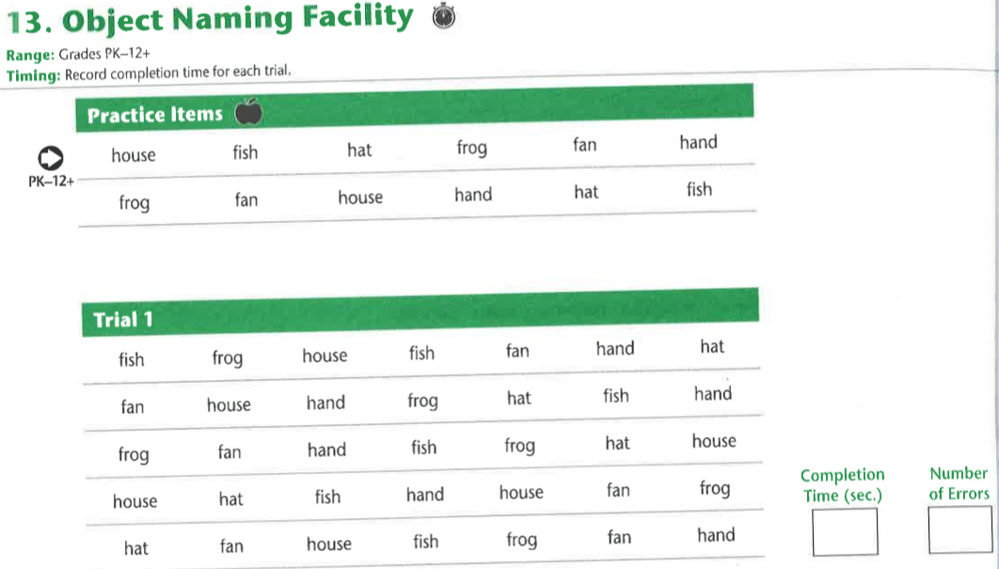 13. Object Naming Facility
Range: Grades PK–12+
Timing: Record completion time for each trial.
Practice Items
house fish hat frog fan hand
PK–12+
frog fan house hand hat fish
Trial 1
fish frog house fish fan hand hat
fan house hand frog hat fish hand
frog fan hand fish frog hat house
house hat fish hand house fan frog
hat fan house fish frog fan hand
Completion
Time (sec.)
Number
of Errors